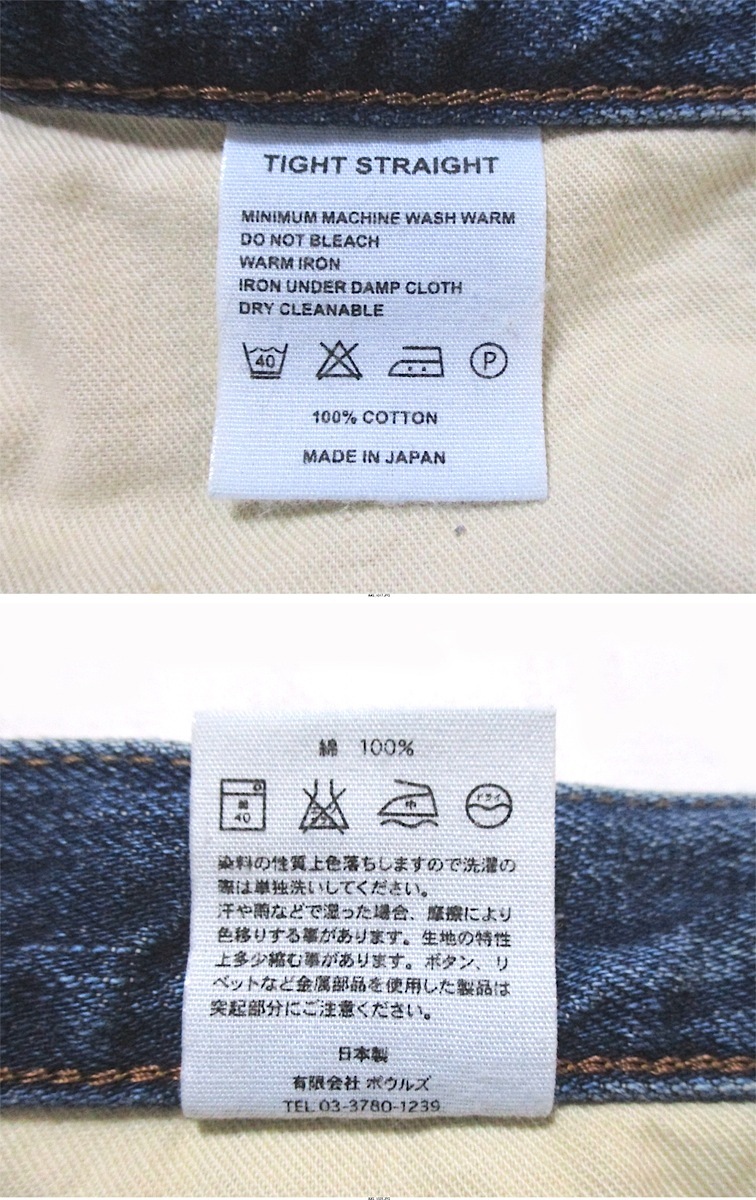 TIGHT STRAIGHT
MINIMUM MACHINE WASH WARM
DO NOT BLEACH
WARM IRON
IRON UNDER DAMP CLOTH
DRY CLEANABLE
40 P
100% COTTON
MADE IN JAPAN
綿 100%
40 中 ドライ
染料の性質上色落ちしますので洗濯の
際は単独洗いしてください。
汗や雨などで湿った場合、摩擦により
色移りする事があります。生地の特性
上多少縮む事があります。ボタン、リ
ベットなど金属部品を使用した製品は
突起部分にご注意ください。
日本製
有限会社 ボウルズ
TEL 03-3780-1239